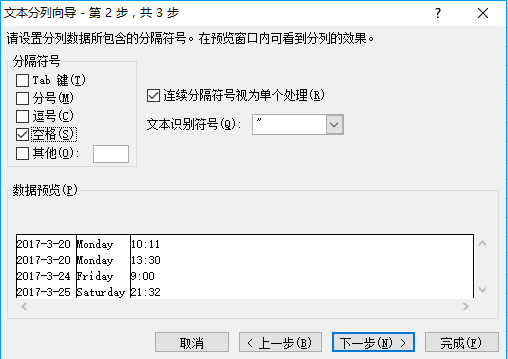 文本分列向导 - 第 2 步，共 3 步
请设置分列数据所包含的分隔符号。在预览窗口内可看到分列的效果。
分隔符号
Tab 键(T)
分号(M)
逗号(C)
空格(S)
其他(O):
连续分隔符号视为单个处理(R)
文本识别符号(Q): "
数据预览(P)
2017-3-20 Monday 10:11
2017-3-20 Monday 13:30
2017-3-24 Friday 9:00
2017-3-25 Saturday 21:32
取消 < 上一步(B) 下一步(N) > 完成(F)